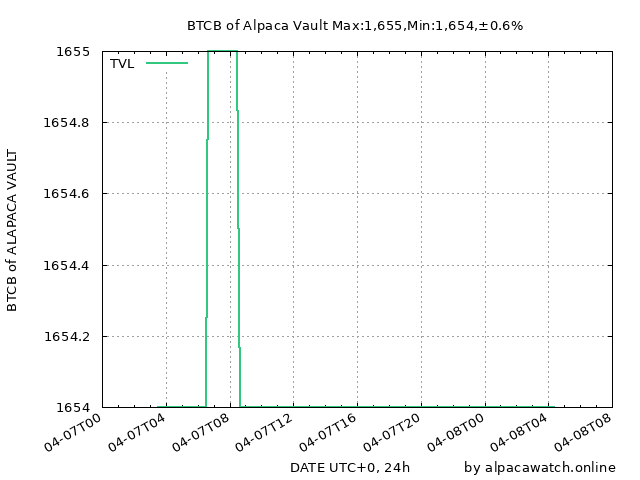 BTCB of Alpaca Vault Max:1,655,Min:1,654,±0.6%
1655
TVL
1654.8
1654.6
1654.4
1654.2
1654
BTCB of ALAPACA VAULT
04-07T00
04-07T04
04-07T08
04-07T12
04-07T16
04-07T20
04-08T00
04-08T04
04-08T08
DATE UTC+0, 24h
by alpacawatch.online